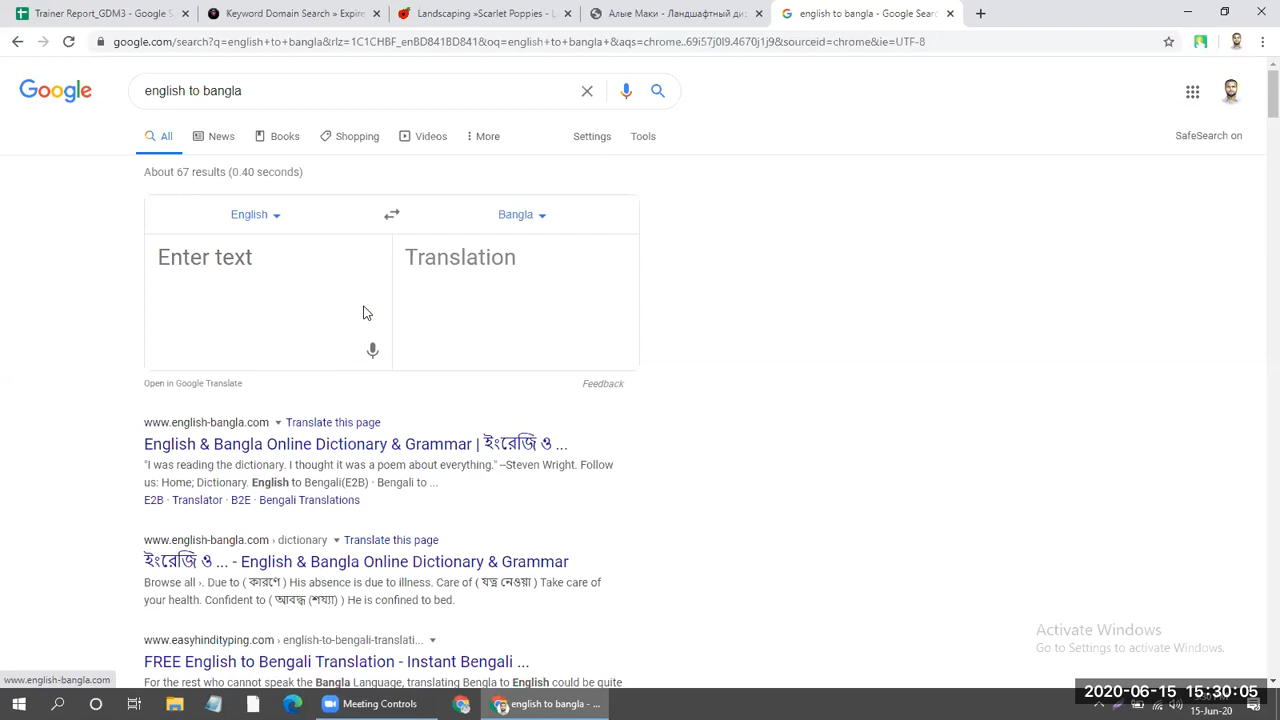 Trainer Report_GDM3 - Google S
Keyword Domain Search » Expire
Landscaping »Scarlet Poppies - L
Алые Маки - Ландшафтный диз
english to bangla - Google Searc
google.com/search?q=english+to+bangla&rlz=1C1CHBF_enBD841BD841&oq=english+to+bangla+&aqs=chrome..69i57j0l9.4670j1j9&sourceid=chrome&ie=UTF-8
Google
english to bangla
All
News
Books
Shopping
Videos
More
Settings
Tools
SafeSearch on
About 67 results (0.40 seconds)
English
Bangla
Enter text
Translation
Open in Google Translate
Feedback
www.english-bangla.com Translate this page
English & Bangla Online Dictionary & Grammar | ইংরেজি ও ...
"I was reading the dictionary. I thought it was a poem about everything." --Steven Wright. Follow
us: Home; Dictionary. English to Bengali(E2B) · Bengali to ...
E2B · Translator · B2E · Bengali Translations
www.english-bangla.com › dictionary Translate this page
ইংরেজি ও ... - English & Bangla Online Dictionary & Grammar
Browse all ›. Due to ( কারণে ) His absence is due to illness. Care of ( যত্ন নেওয়া ) Take care of
your health. Confident to ( আবদ্ধ (শয্যা) ) He is confined to bed.
www.easyhindityping.com › english-to-bengali-translati...
FREE English to Bengali Translation - Instant Bengali ...
For the rest who cannot speak the Bangla Language, translating Bengla to English could be quite
Activate Windows
Go to Settings to activate Windows.
www.english-bangla.com
Meeting Controls
english to bangla - ...
2020-06-15 15:30:05
15-Jun-20